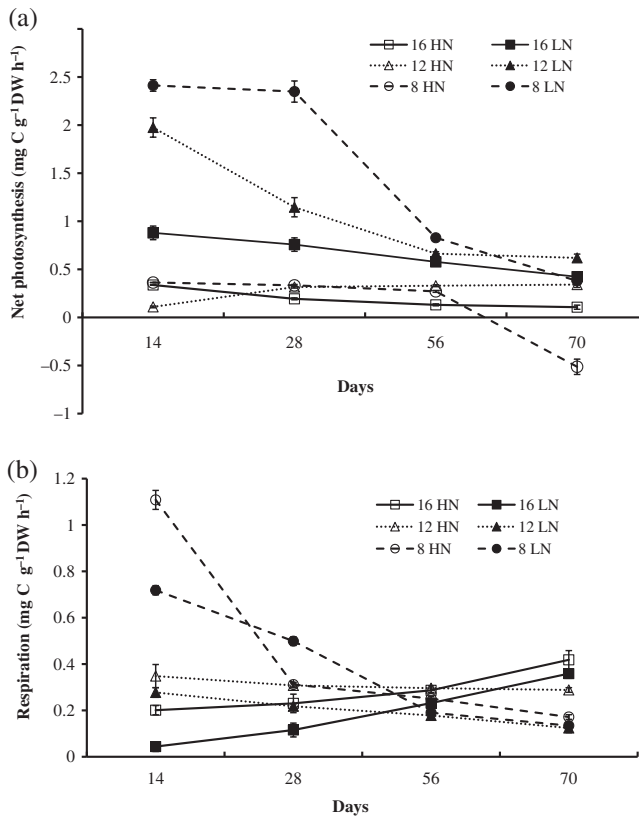 (a)
Net photosynthesis (mg C g⁻¹ DW h⁻¹)
3
2.5
2
1.5
1
0.5
0
−0.5
−1
16 HN 16 LN
12 HN 12 LN
8 HN 8 LN
14 28 56 70
Days
(b)
Respiration (mg C g⁻¹ DW h⁻¹)
1.2
1
0.8
0.6
0.4
0.2
0
16 HN 16 LN
12 HN 12 LN
8 HN 8 LN
14 28 56 70
Days